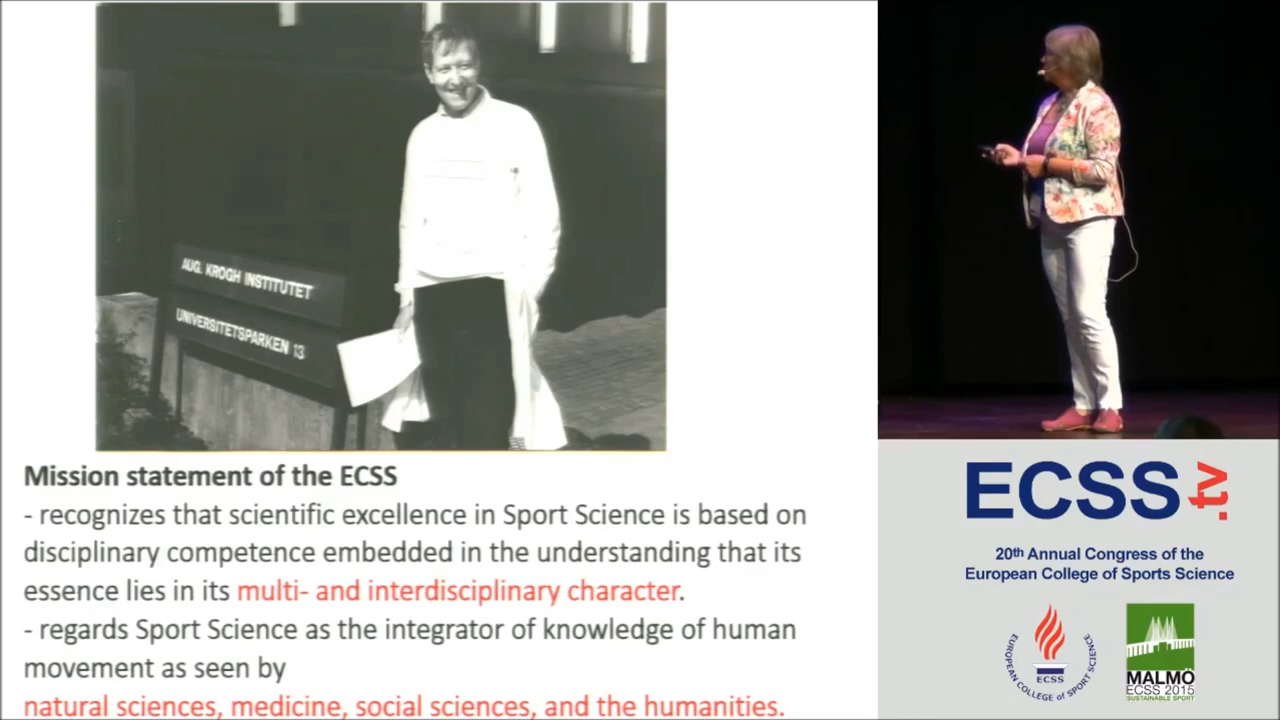 AUG. KROGH INSTITUTET
UNIVERSITETSPARKEN 13
Mission statement of the ECSS
- recognizes that scientific excellence in Sport Science is based on
disciplinary competence embedded in the understanding that its
essence lies in its multi- and interdisciplinary character.
- regards Sport Science as the integrator of knowledge of human
movement as seen by
natural sciences, medicine, social sciences, and the humanities.
ECSS.tv
20th Annual Congress of the
European College of Sports Science
EUROPEAN COLLEGE of SPORT SCIENCE
ECSS
MALMÖ
ECSS 2015
SUSTAINABLE SPORT